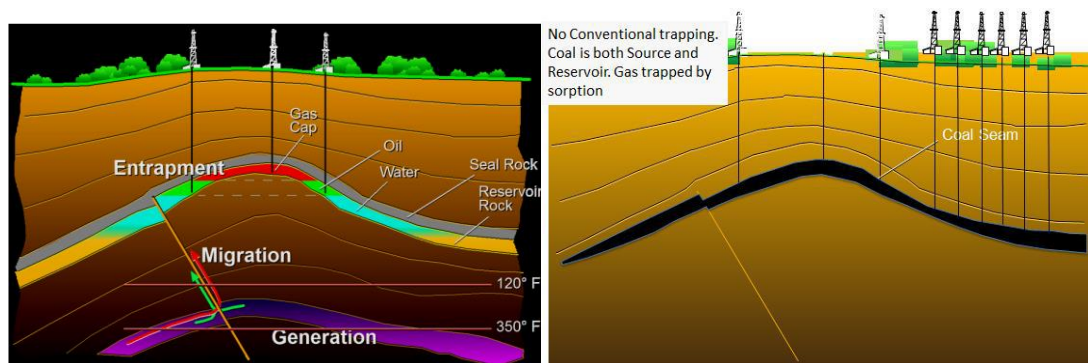 Gas
Cap
Entrapment
Oil
Water
Seal Rock
Reservoir
Rock
Migration
120° F
350° F
Generation
No Conventional trapping.
Coal is both Source and
Reservoir. Gas trapped by
sorption
Coal Seam